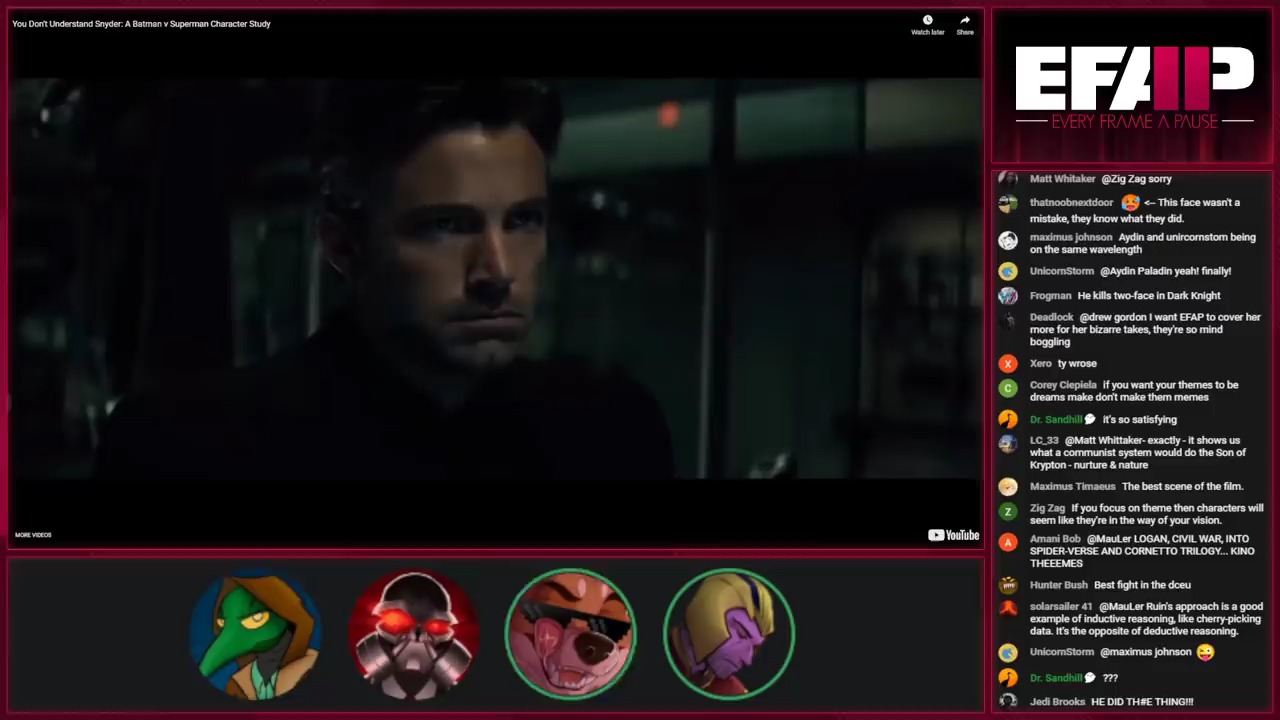 You Don't Understand Snyder: A Batman v Superman Character Study
Watch later
Share
MORE VIDEOS
YouTube
EFAP
EVERY FRAME A PAUSE
Matt Whitaker @Zig Zag sorry
thatnoobnextdoor <-- This face wasn't a
mistake, they know what they did.
maximus johnson Aydin and unircornstom being
on the same wavelength
UnicornStorm @Aydin Paladin yeah! finally!
Frogman He kills two-face in Dark Knight
Deadlock @drew gordon I want EFAP to cover her
more for her bizarre takes, they're so mind
boggling
X
Xero ty wrose
C
Corey Ciepiela if you want your themes to be
dreams make don't make them memes
Dr. Sandhill it's so satisfying
LC_33 @Matt Whittaker- exactly - it shows us
what a communist system would do the Son of
Krypton - nurture & nature
Maximus Timaeus The best scene of the film.
Z
Zig Zag If you focus on theme then characters will
seem like they're in the way of your vision.
A
Amani Bob @MauLer LOGAN, CIVIL WAR, INTO
SPIDER-VERSE AND CORNETTO TRILOGY... KINO
THEEEMES
Hunter Bush Best fight in the dceu
solarsailer 41 @MauLer Ruin's approach is a good
example of inductive reasoning, like cherry-picking
data. It's the opposite of deductive reasoning.
UnicornStorm @maximus johnson
Dr. Sandhill ???
Jedi Brooks HE DID TH#E THING!!!